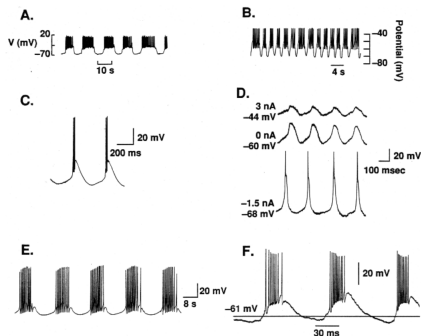 A.
V (mV)
20
−70
10 s
B.
−40
−80
Potential (mV)
4 s
C.
20 mV
200 ms
D.
3 nA
−44 mV
0 nA
−60 mV
20 mV
100 msec
−1.5 nA
−68 mV
E.
20 mV
8 s
F.
20 mV
−61 mV
30 ms